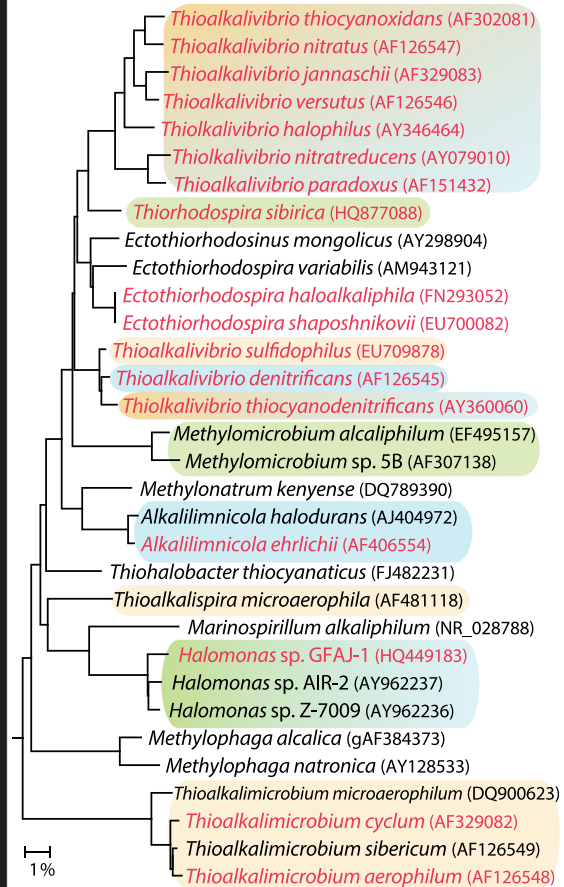 Thioalkalivibrio thiocyanoxidans (AF302081)
Thioalkalivibrio nitratus (AF126547)
Thioalkalivibrio jannaschii (AF329083)
Thioalkalivibrio versutus (AF126546)
Thiolkalivibrio halophilus (AY346464)
Thiolkalivibrio nitratreducens (AY079010)
Thioalkalivibrio paradoxus (AF151432)
Thiorhodospira sibirica (HQ877088)
Ectothiorhodosinus mongolicus (AY298904)
Ectothiorhodospira variabilis (AM943121)
Ectothiorhodospira haloalkaliphila (FN293052)
Ectothiorhodospira shaposhnikovii (EU700082)
Thioalkalivibrio sulfidophilus (EU709878)
Thioalkalivibrio denitrificans (AF126545)
Thiolkalivibrio thiocyanodenitrificans (AY360060)
Methylomicrobium alcaliphilum (EF495157)
Methylomicrobium sp. 5B (AF307138)
Methylonatrum kenyense (DQ789390)
Alkalilimnicola halodurans (AJ404972)
Alkalilimnicola ehrlichii (AF406554)
Thiohalobacter thiocyanaticus (FJ482231)
Thioalkalispira microaerophila (AF481118)
Marinospirillum alkaliphilum (NR_028788)
Halomonas sp. GFAJ-1 (HQ449183)
Halomonas sp. AIR-2 (AY962237)
Halomonas sp. Z-7009 (AY962236)
Methylophaga alcalica (gAF384373)
Methylophaga natronica (AY128533)
Thioalkalimicrobium microaerophilum (DQ900623)
Thioalkalimicrobium cyclum (AF329082)
Thioalkalimicrobium sibericum (AF126549)
Thioalkalimicrobium aerophilum (AF126548)
1%